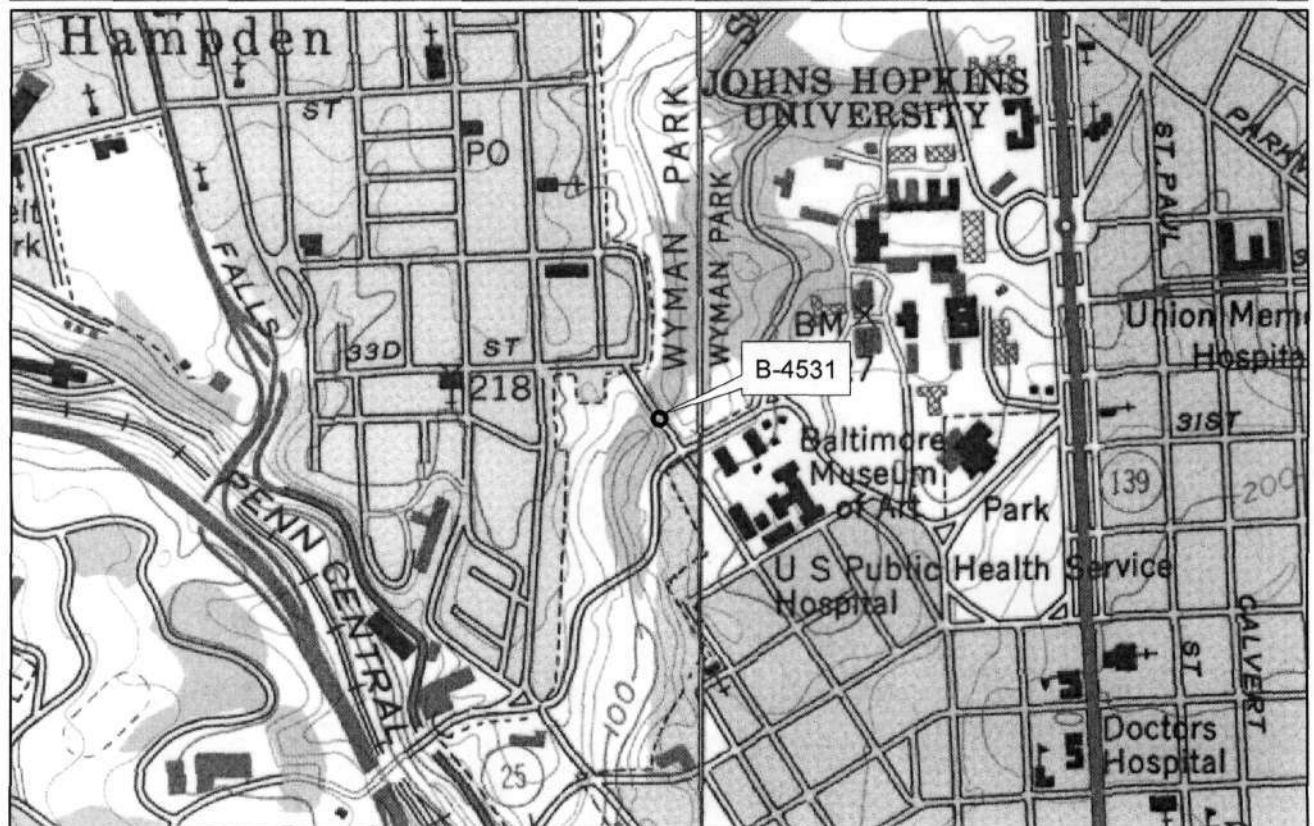 Hampden
JOHNS HOPKINS
UNIVERSITY
ST
PO
WYMAN PARK
WYMAN PARK
ST. PAUL
PARK
FALLS
BM
Union Mem
Hospita
33D ST
218
B-4531
7
31ST
Baltimore
Museum
of Art
Park
139
200
PENN CENTRAL
U S Public Health Service
Hospital
CALVERT
ST
100
25
Doctors
Hospital